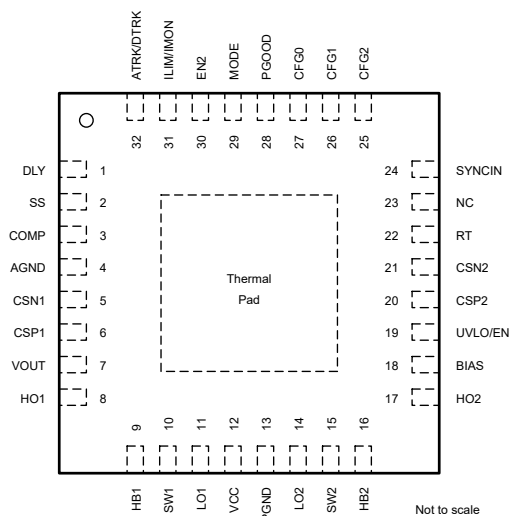 ATRK/DTRK
ILIM/IMON
EN2
MODE
PGOOD
CFG0
CFG1
CFG2
32
31
30
29
28
27
26
25
DLY 1
SS 2
COMP 3
AGND 4
CSN1 5
CSP1 6
VOUT 7
HO1 8
Thermal
Pad
24 SYNCIN
23 NC
22 RT
21 CSN2
20 CSP2
19 UVLO/EN
18 BIAS
17 HO2
9
10
11
12
13
14
15
16
HB1
SW1
LO1
VCC
PGND
LO2
SW2
HB2
Not to scale